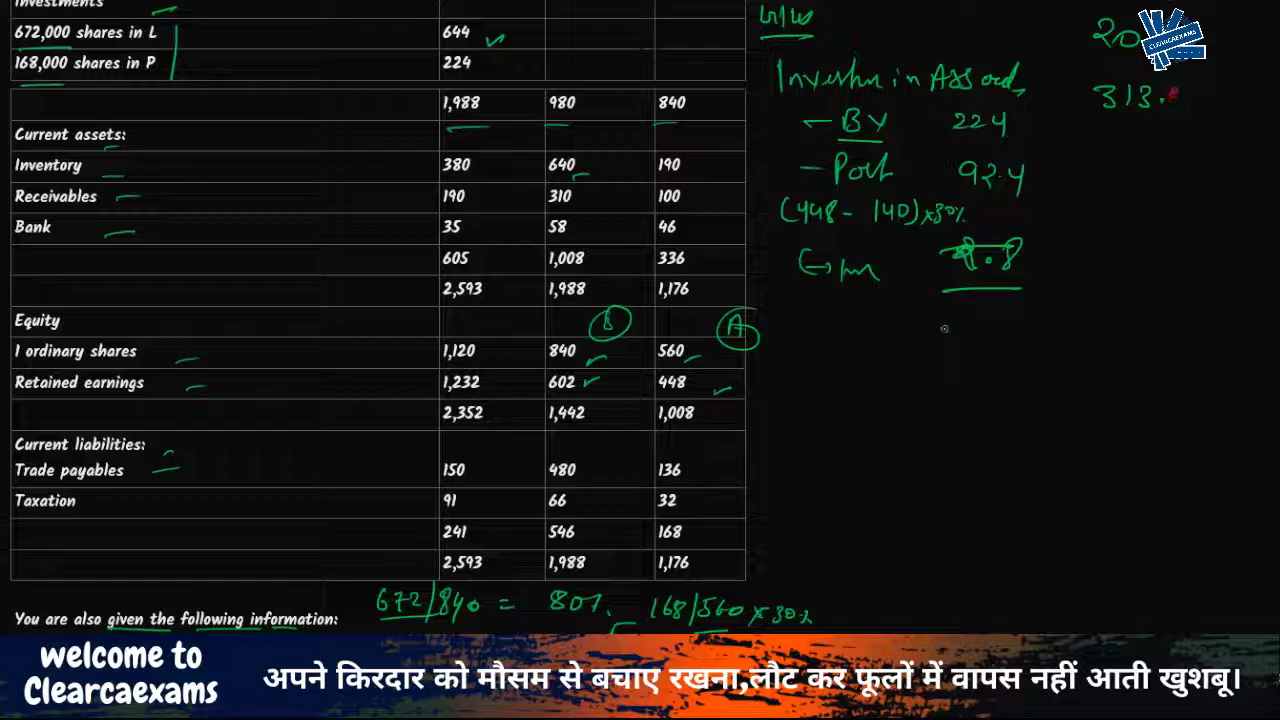 Investments
672,000 shares in L 644
168,000 shares in P 224
1,988 980 840
Current assets:
Inventory 380 640 190
Receivables 190 310 100
Bank 35 58 46
605 1,008 336
2,593 1,988 1,176
Equity
1 ordinary shares 1,120 840 560
Retained earnings 1,232 602 448
2,352 1,442 1,008
Current liabilities:
Trade payables 150 480 136
Taxation 91 66 32
241 546 168
2,593 1,988 1,176
You are also given the following information:
672/840 = 80%
168/560 x 30%
A
Investm in Associ
- BV 224
- Post 92.4
(448 - 140) x 30%
20
313.
CLEARCAEXAMS
welcome to
Clearcaexams
अपने किरदार को मौसम से बचाए रखना,लौट कर फूलों में वापस नहीं आती खुशबू।